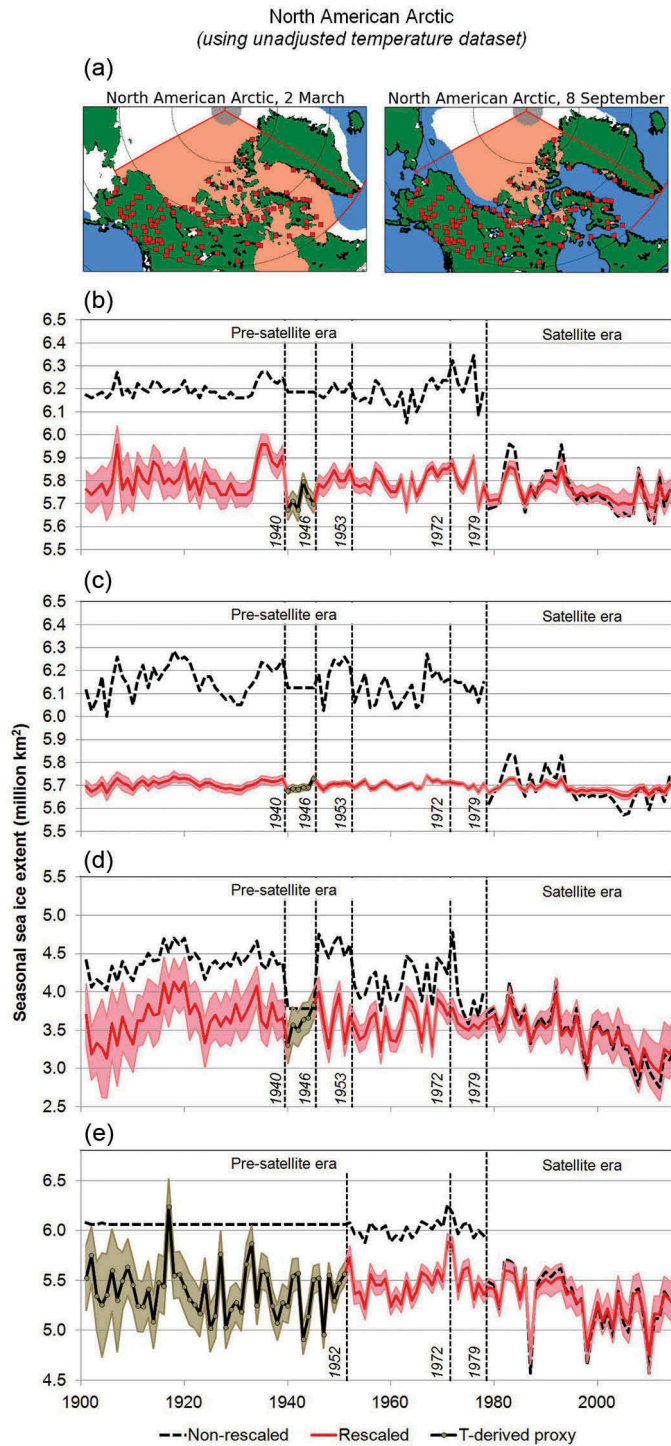 North American Arctic
(using unadjusted temperature dataset)
(a)
North American Arctic, 2 March
North American Arctic, 8 September
(b)
6.5
6.4
6.3
6.2
6.1
6.0
5.9
5.8
5.7
5.6
5.5
Pre-satellite era
Satellite era
1940
1946
1953
1972
1979
(c)
6.5
6.4
6.3
6.2
6.1
6.0
5.9
5.8
5.7
5.6
5.5
Pre-satellite era
Satellite era
1940
1946
1953
1972
1979
Seasonal sea ice extent (million km²)
(d)
5.5
5.0
4.5
4.0
3.5
3.0
2.5
Pre-satellite era
Satellite era
1940
1946
1953
1972
1979
(e)
6.5
6.0
5.5
5.0
4.5
Pre-satellite era
Satellite era
1952
1972
1979
1900 1920 1940 1960 1980 2000
Non-rescaled Rescaled T-derived proxy